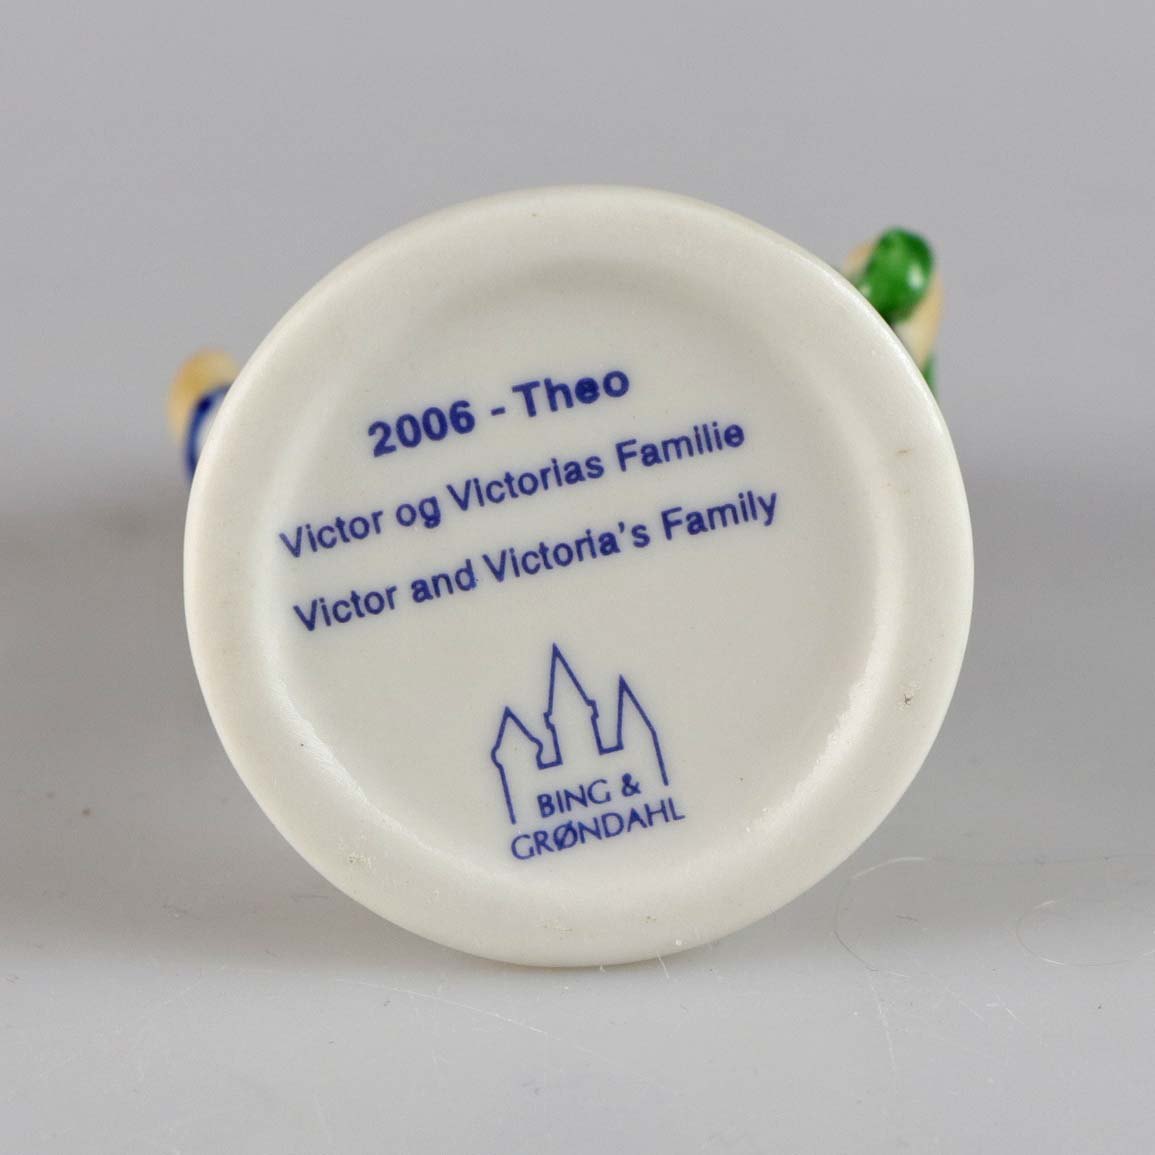 2006 - Theo
Victor og Victorias Familie
Victor and Victoria's Family
BING &
GRØNDAHL